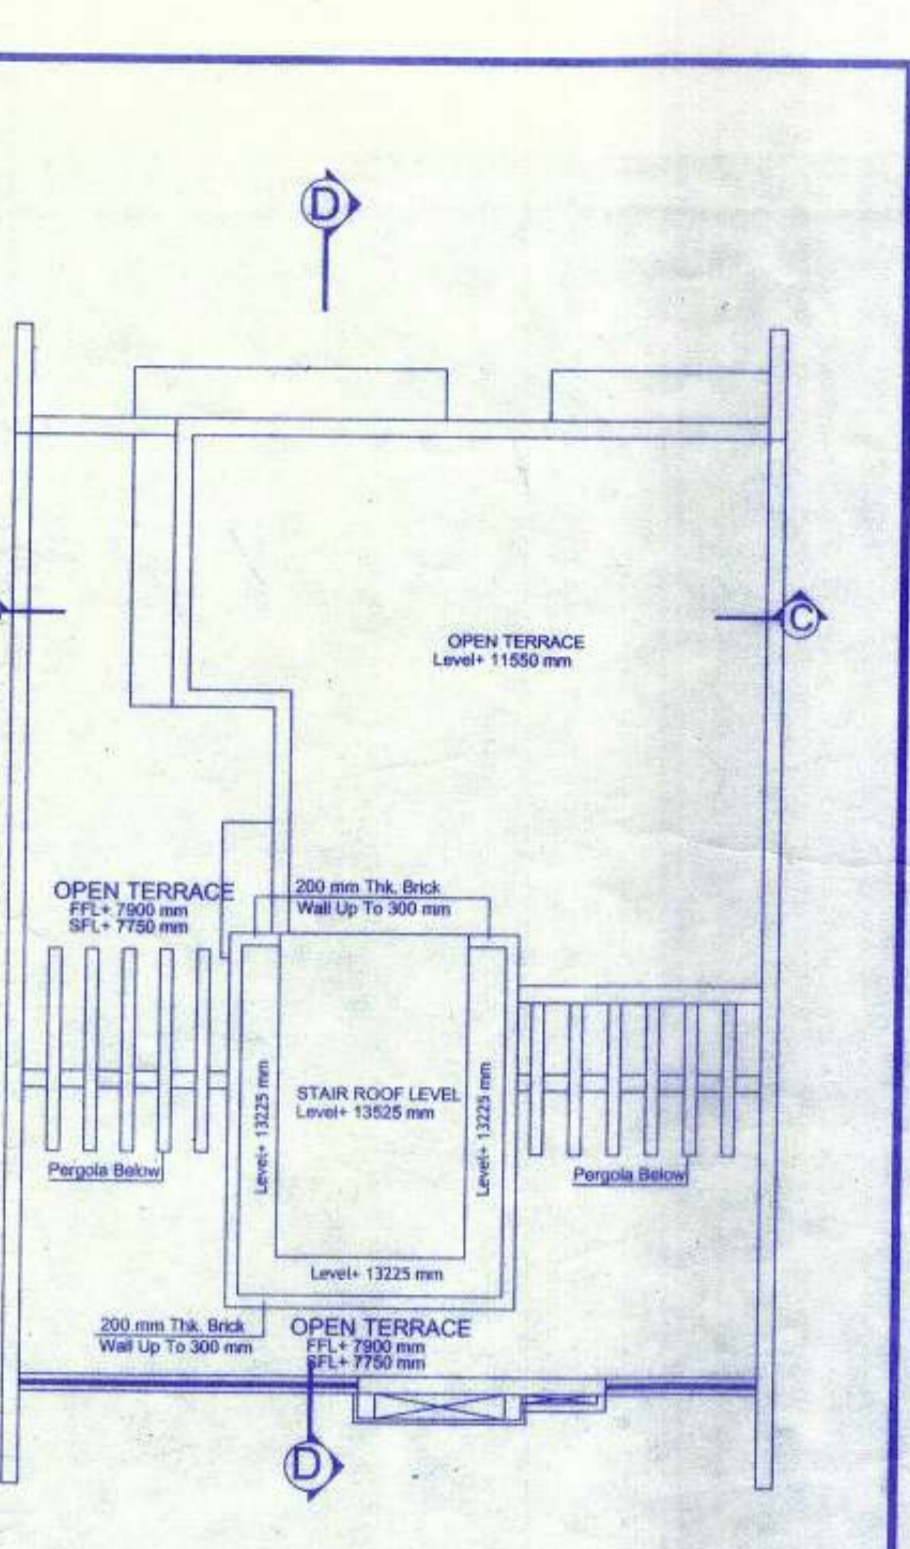 D
C
OPEN TERRACE
Level+ 11550 mm
OPEN TERRACE
FFL+ 7900 mm
SFL+ 7750 mm
200 mm Thk. Brick
Wall Up To 300 mm
Level+ 13225 mm
STAIR ROOF LEVEL
Level+ 13525 mm
Level+ 13225 mm
Pergola Below
Pergola Below
Level+ 13225 mm
200 mm Thk. Brick
Wall Up To 300 mm
OPEN TERRACE
FFL+ 7900 mm
SFL+ 7750 mm
D